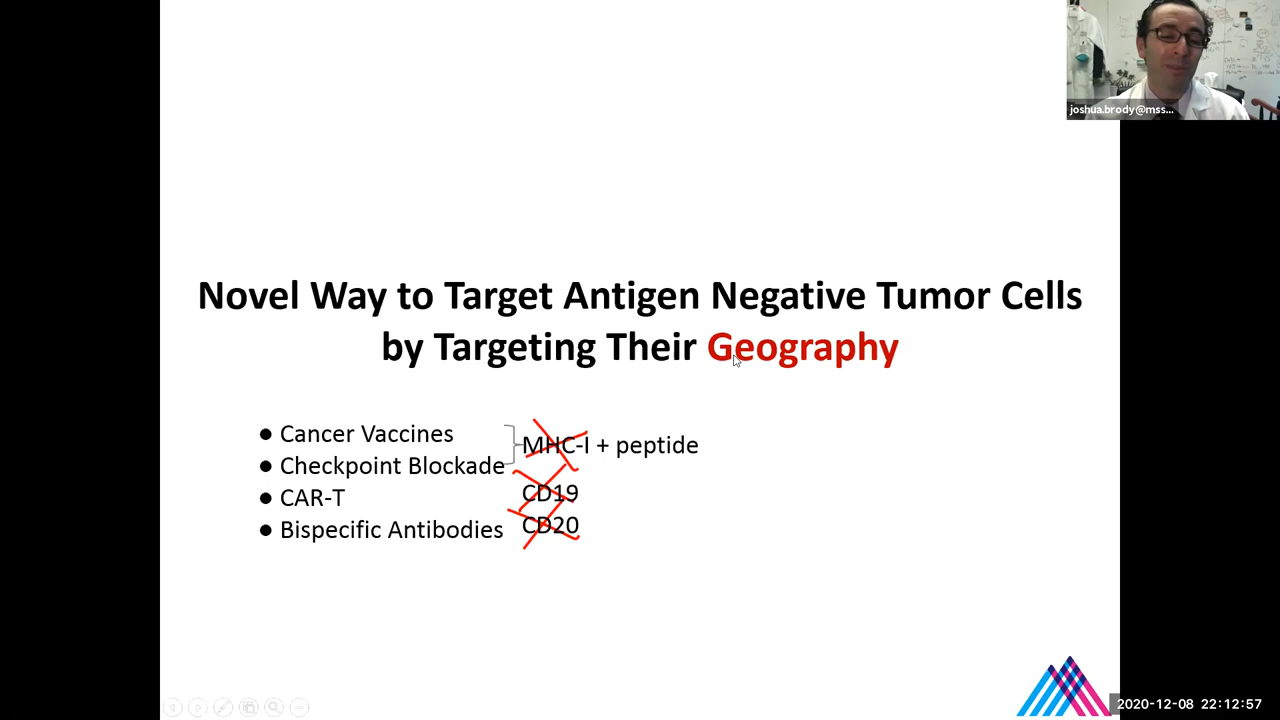 joshua.brody@mss...
Novel Way to Target Antigen Negative Tumor Cells
by Targeting Their Geography
● Cancer Vaccines
● Checkpoint Blockade
MHC-I + peptide
● CAR-T CD19
● Bispecific Antibodies CD20
2020-12-08 22:12:57